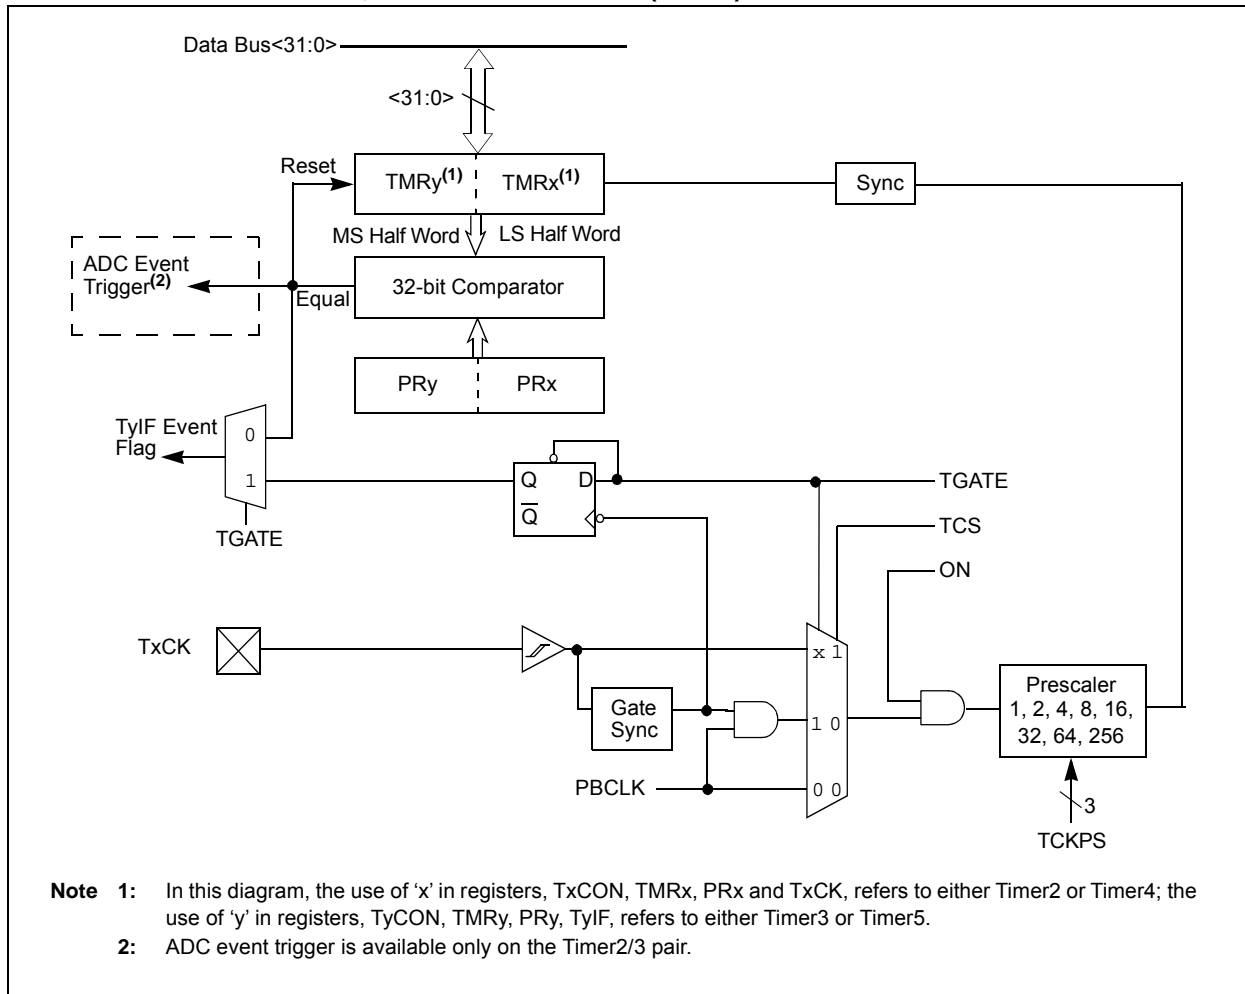 Data Bus<31:0>
<31:0>
Reset
TMRy(1)
TMRx(1)
Sync
MS Half Word
LS Half Word
ADC Event
Trigger(2)
Equal
32-bit Comparator
PRy
PRx
TyIF Event
Flag
0
1
TGATE
Q
D
Q
TGATE
TCS
ON
TxCK
x 1
Gate
Sync
1 0
PBCLK
0 0
Prescaler
1, 2, 4, 8, 16,
32, 64, 256
3
TCKPS
Note 1: In this diagram, the use of ‘x’ in registers, TxCON, TMRx, PRx and TxCK, refers to either Timer2 or Timer4; the
use of ‘y’ in registers, TyCON, TMRy, PRy, TyIF, refers to either Timer3 or Timer5.
2: ADC event trigger is available only on the Timer2/3 pair.